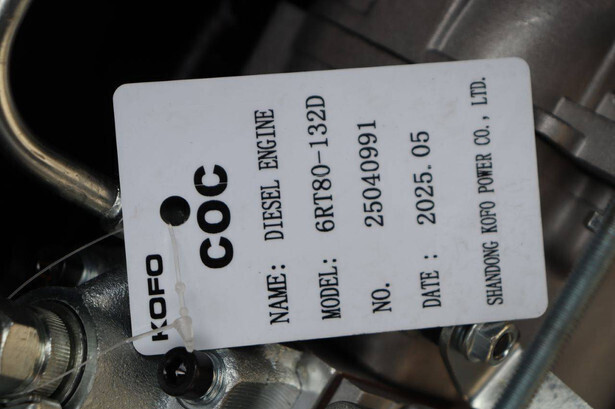 KOFO
COC
NAME: DIESEL ENGINE
MODEL: 6RT80-132D
NO. 25040991
DATE: 2025.05
SHANDONG KOFO POWER CO., LTD.